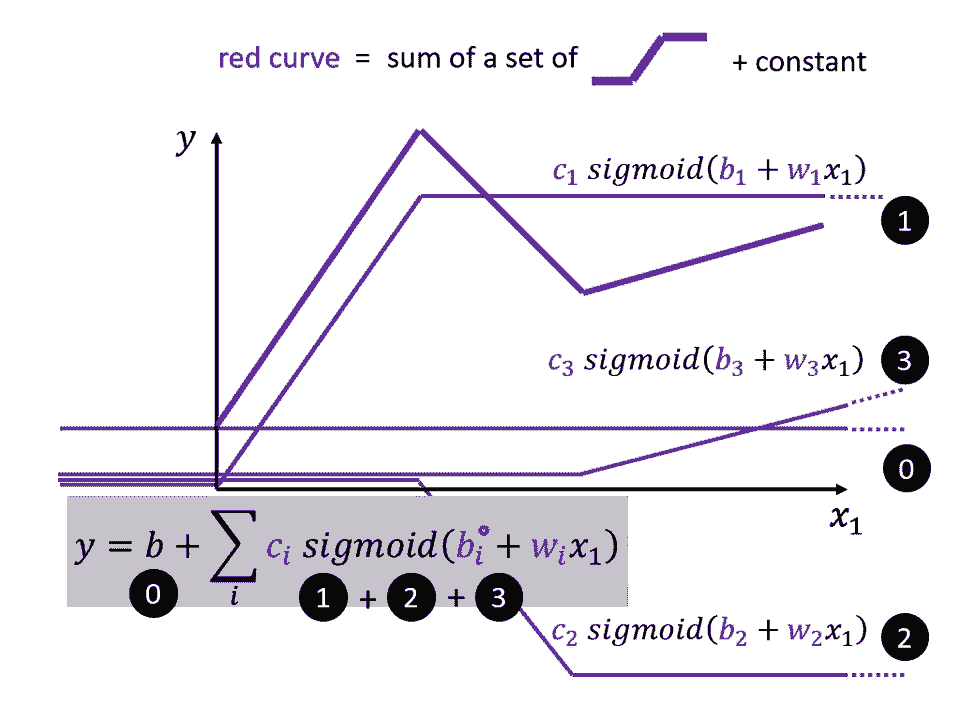 red curve = sum of a set of + constant
y
c₁ sigmoid(b₁ + w₁x₁)
1
c₃ sigmoid(b₃ + w₃x₁)
3
0
x₁
y = b + ∑ᵢ cᵢ sigmoid(bᵢ + wᵢx₁)
0 1 + 2 + 3
c₂ sigmoid(b₂ + w₂x₁)
2